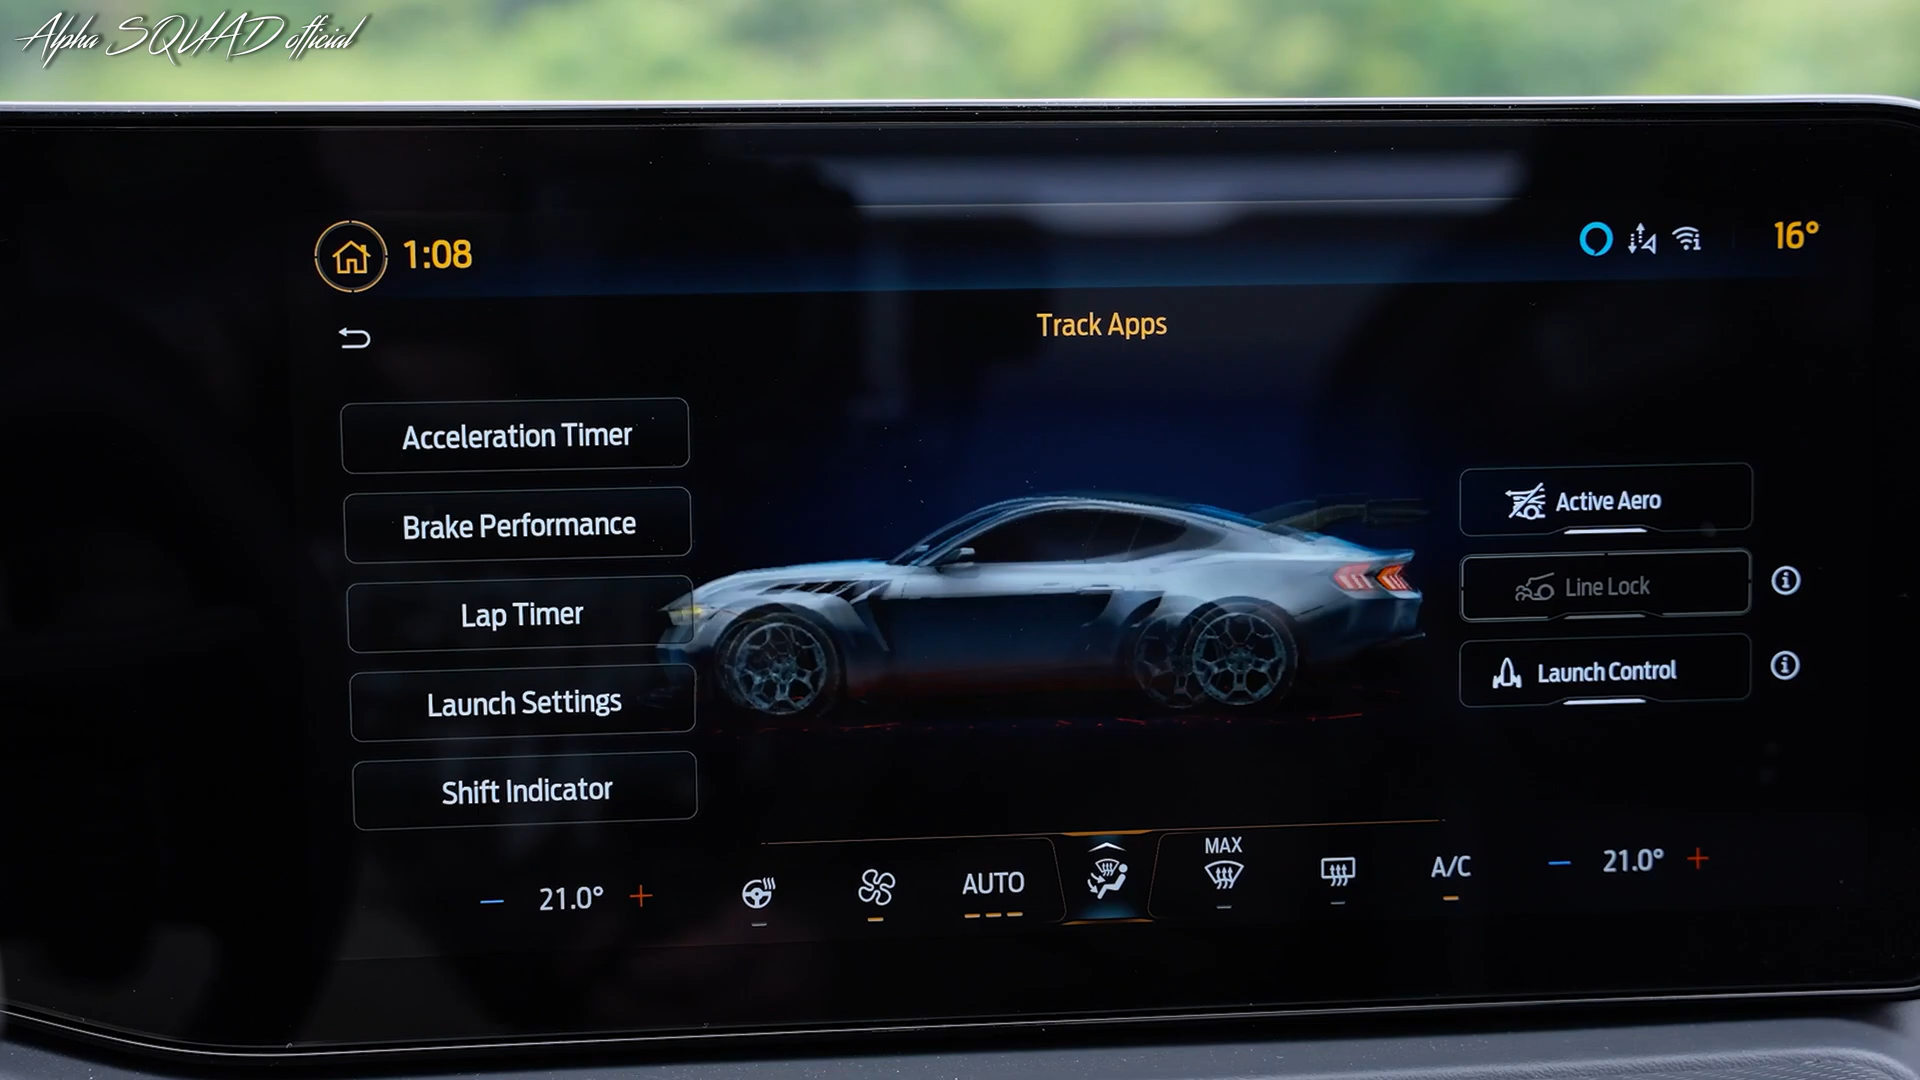 Alpha SQUAD official
1:08
16°
Track Apps
Acceleration Timer
Brake Performance
Lap Timer
Launch Settings
Shift Indicator
Active Aero
Line Lock
Launch Control
21.0°
AUTO
MAX
A/C
21.0°